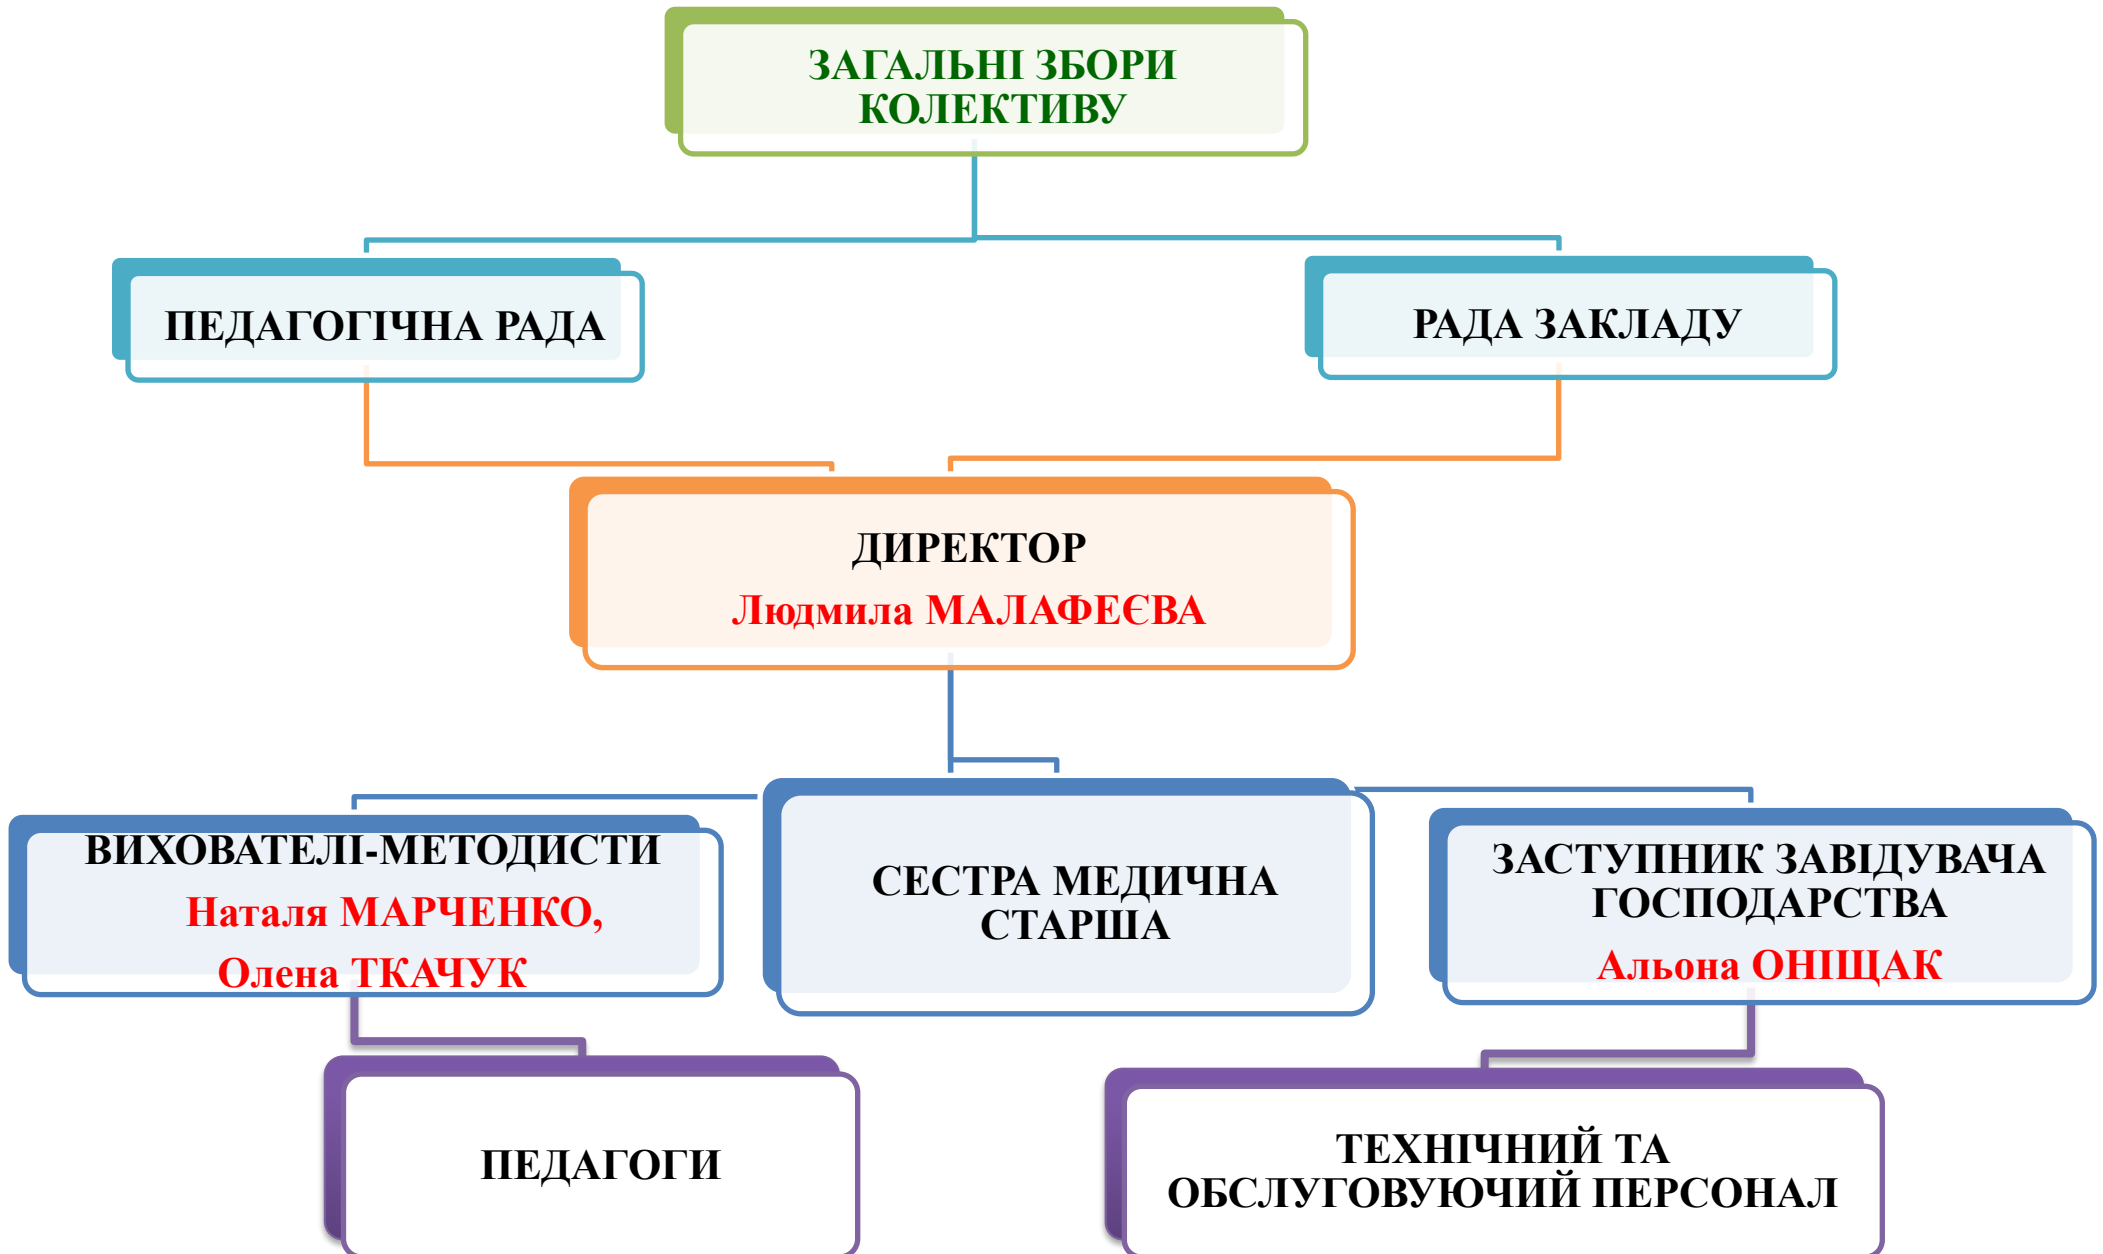 ЗАГАЛЬНІ ЗБОРИ
КОЛЕКТИВУ
ПЕДАГОГІЧНА РАДА
РАДА ЗАКЛАДУ
ДИРЕКТОР
Людмила МАЛАФЕЄВА
ВИХОВАТЕЛІ-МЕТОДИСТИ
Наталя МАРЧЕНКО,
Олена ТКАЧУК
СЕСТРА МЕДИЧНА
СТАРША
ЗАСТУПНИК ЗАВІДУВАЧА
ГОСПОДАРСТВА
Альона ОНІЩАК
ПЕДАГОГИ
ТЕХНІЧНИЙ ТА
ОБСЛУГОВУЮЧИЙ ПЕРСОНАЛ